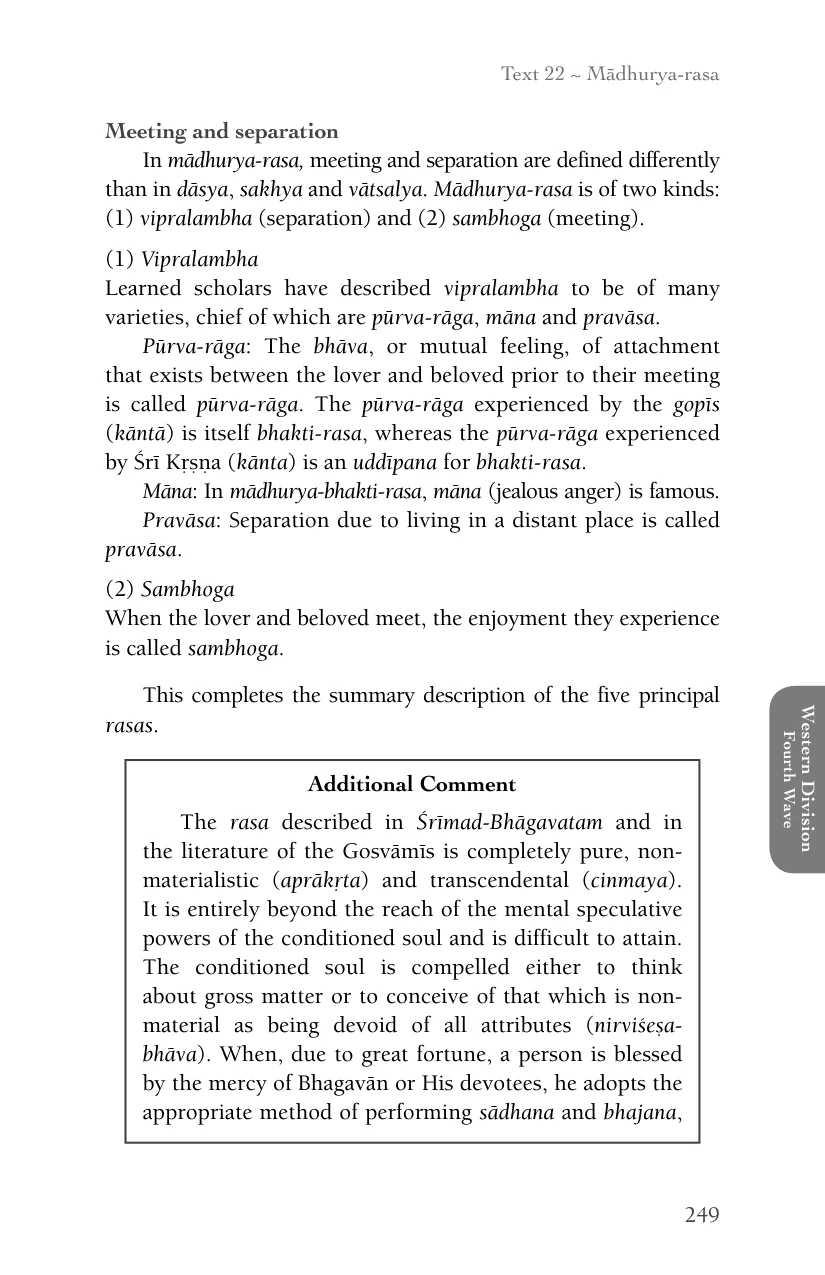 Text 22 ~ Mādhurya-rasa
Meeting and separation
In mādhurya-rasa, meeting and separation are defined differently
than in dāsya, sakhya and vātsalya. Mādhurya-rasa is of two kinds:
(1) vipralambha (separation) and (2) sambhoga (meeting).
(1) Vipralambha
Learned scholars have described vipralambha to be of many
varieties, chief of which are pūrva-rāga, māna and pravāsa.
Pūrva-rāga: The bhāva, or mutual feeling, of attachment
that exists between the lover and beloved prior to their meeting
is called pūrva-rāga. The pūrva-rāga experienced by the gopīs
(kāntā) is itself bhakti-rasa, whereas the pūrva-rāga experienced
by Śrī Kṛṣṇa (kānta) is an uddīpana for bhakti-rasa.
Māna: In mādhurya-bhakti-rasa, māna (jealous anger) is famous.
Pravāsa: Separation due to living in a distant place is called
pravāsa.
(2) Sambhoga
When the lover and beloved meet, the enjoyment they experience
is called sambhoga.
This completes the summary description of the five principal
rasas.
Additional Comment
The rasa described in Śrīmad-Bhāgavatam and in
the literature of the Gosvāmīs is completely pure, non-
materialistic (aprākṛta) and transcendental (cinmaya).
It is entirely beyond the reach of the mental speculative
powers of the conditioned soul and is difficult to attain.
The conditioned soul is compelled either to think
about gross matter or to conceive of that which is non-
material as being devoid of all attributes (nirviśeṣa-
bhāva). When, due to great fortune, a person is blessed
by the mercy of Bhagavān or His devotees, he adopts the
appropriate method of performing sādhana and bhajana,
Western Division
Fourth Wave
249